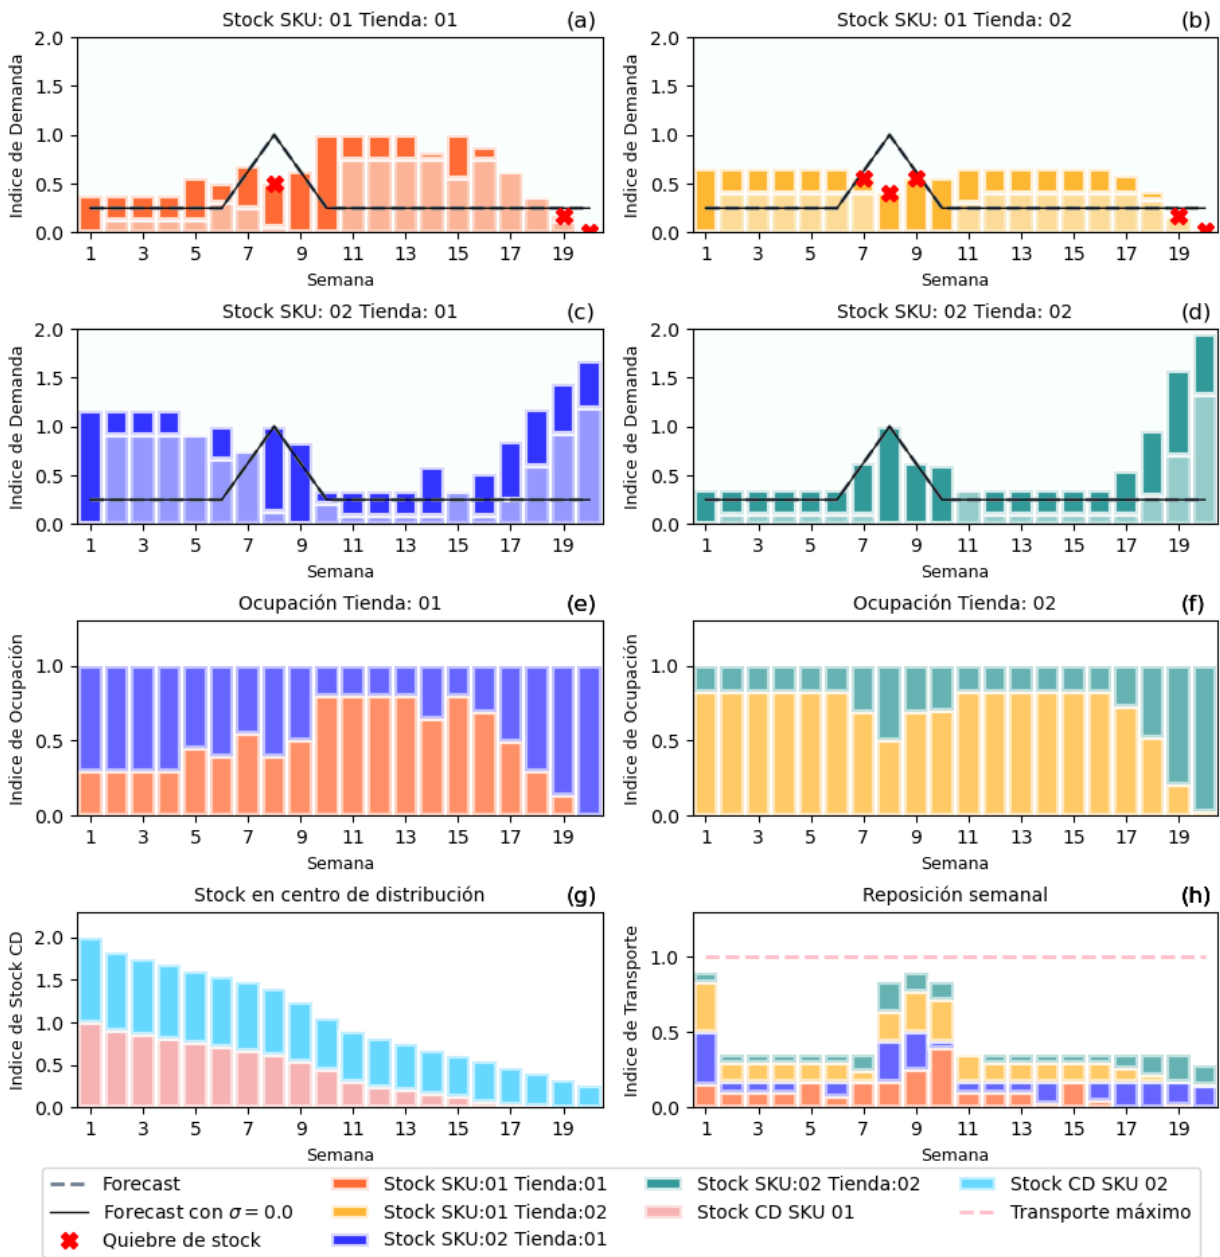 Stock SKU: 01 Tienda: 01 (a)
Indice de Demanda
2.0
1.5
1.0
0.5
0.0
1 3 5 7 9 11 13 15 17 19
Semana
Stock SKU: 01 Tienda: 02 (b)
Indice de Demanda
2.0
1.5
1.0
0.5
0.0
1 3 5 7 9 11 13 15 17 19
Semana
Stock SKU: 02 Tienda: 01 (c)
Indice de Demanda
2.0
1.5
1.0
0.5
0.0
1 3 5 7 9 11 13 15 17 19
Semana
Stock SKU: 02 Tienda: 02 (d)
Indice de Demanda
2.0
1.5
1.0
0.5
0.0
1 3 5 7 9 11 13 15 17 19
Semana
Ocupación Tienda: 01 (e)
Indice de Ocupación
1.0
0.5
0.0
1 3 5 7 9 11 13 15 17 19
Semana
Ocupación Tienda: 02 (f)
Indice de Ocupación
1.0
0.5
0.0
1 3 5 7 9 11 13 15 17 19
Semana
Stock en centro de distribución (g)
Indice de Stock CD
2.0
1.5
1.0
0.5
0.0
1 3 5 7 9 11 13 15 17 19
Semana
Reposición semanal (h)
Indice de Transporte
1.0
0.5
0.0
1 3 5 7 9 11 13 15 17 19
Semana
Forecast
Forecast con σ = 0.0
Quiebre de stock
Stock SKU:01 Tienda:01
Stock SKU:01 Tienda:02
Stock SKU:02 Tienda:01
Stock SKU:02 Tienda:02
Stock CD SKU 01
Stock CD SKU 02
Transporte máximo